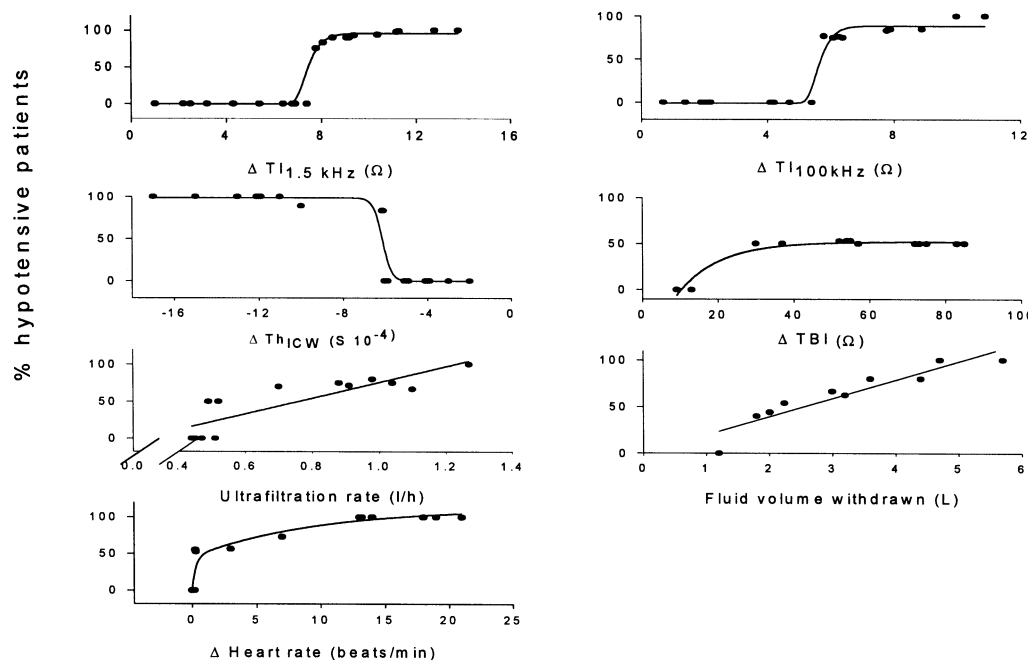 % hypotensive patients
100
50
0
0 4 8 12 16
Δ TI1.5 kHz (Ω)
100
50
0
0 4 8 12
Δ TI100kHz (Ω)
100
50
0
-16 -12 -8 -4 0
Δ ThICW (S 10-4)
100
50
0
0 20 40 60 80 100
Δ TBI (Ω)
100
50
0
0.0 0.4 0.6 0.8 1.0 1.2 1.4
Ultrafiltration rate (l/h)
100
50
0
0 1 2 3 4 5 6
Fluid volume withdrawn (L)
100
50
0
0 5 10 15 20 25
Δ Heart rate (beats/min)